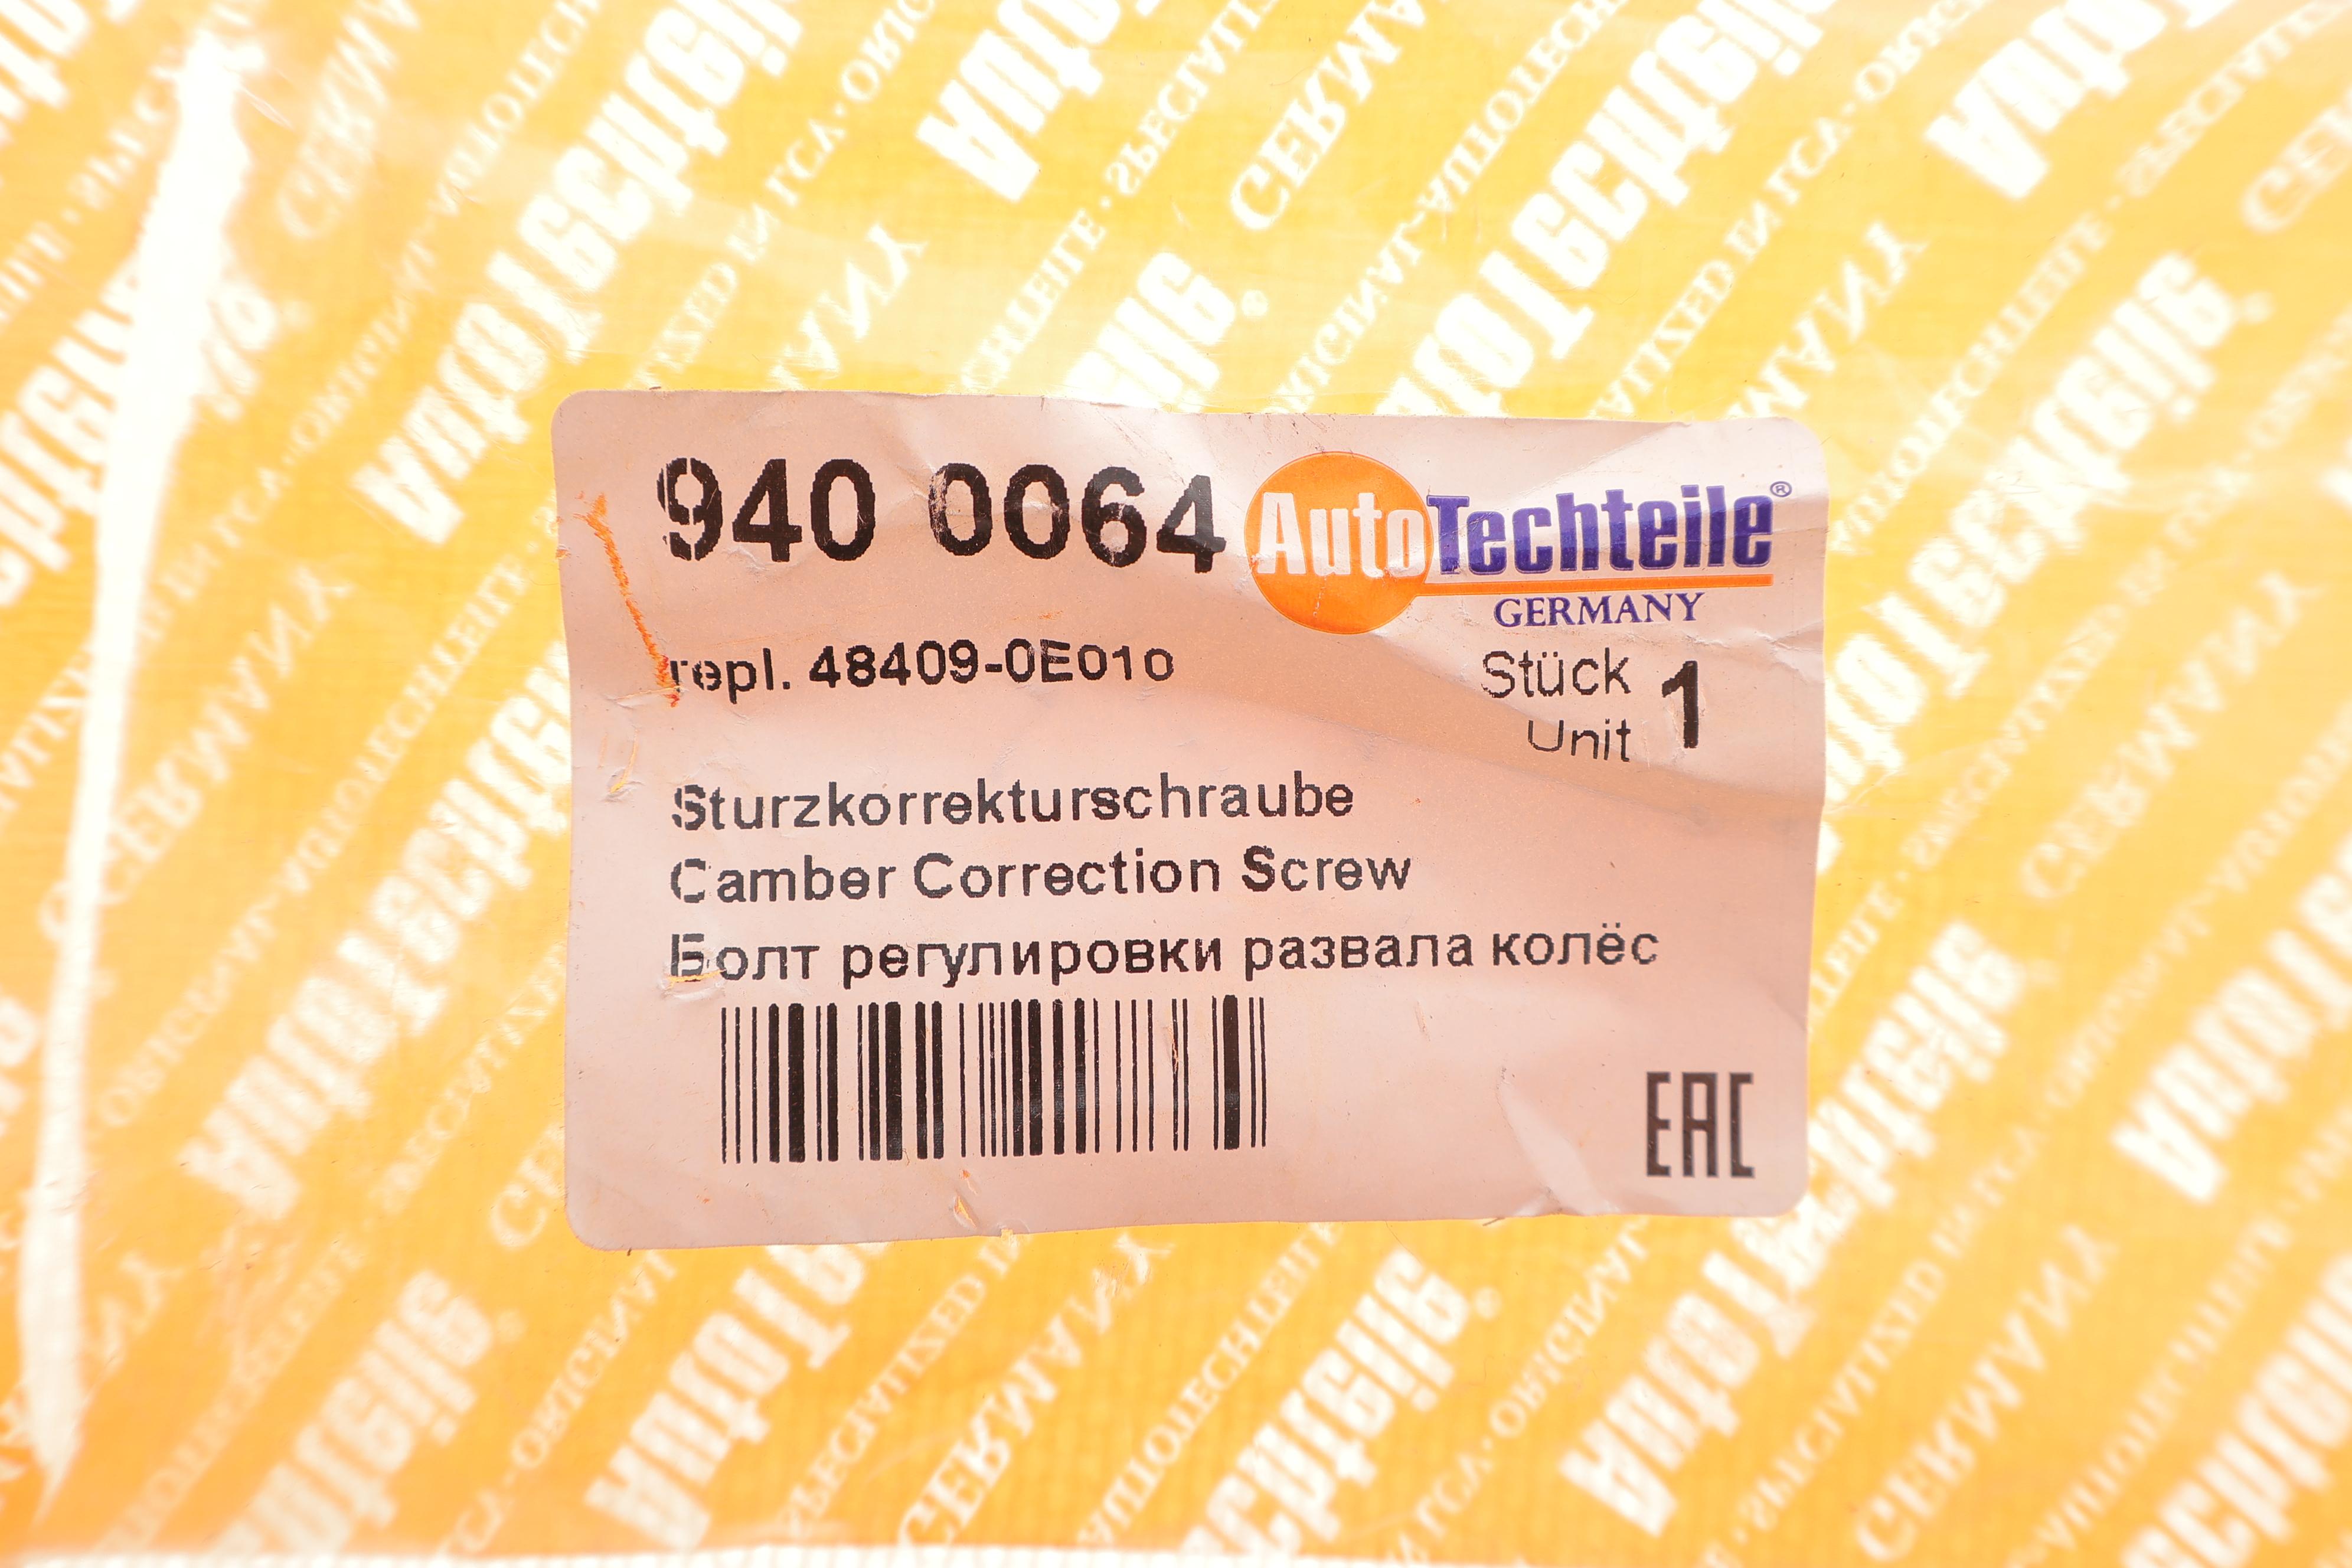 940 0064
AutoTechteile®
GERMANY
repl. 48409-0E010
Stück
Unit
1
Sturzkorrekturschraube
Camber Correction Screw
Болт регулировки развала колёс
EAC